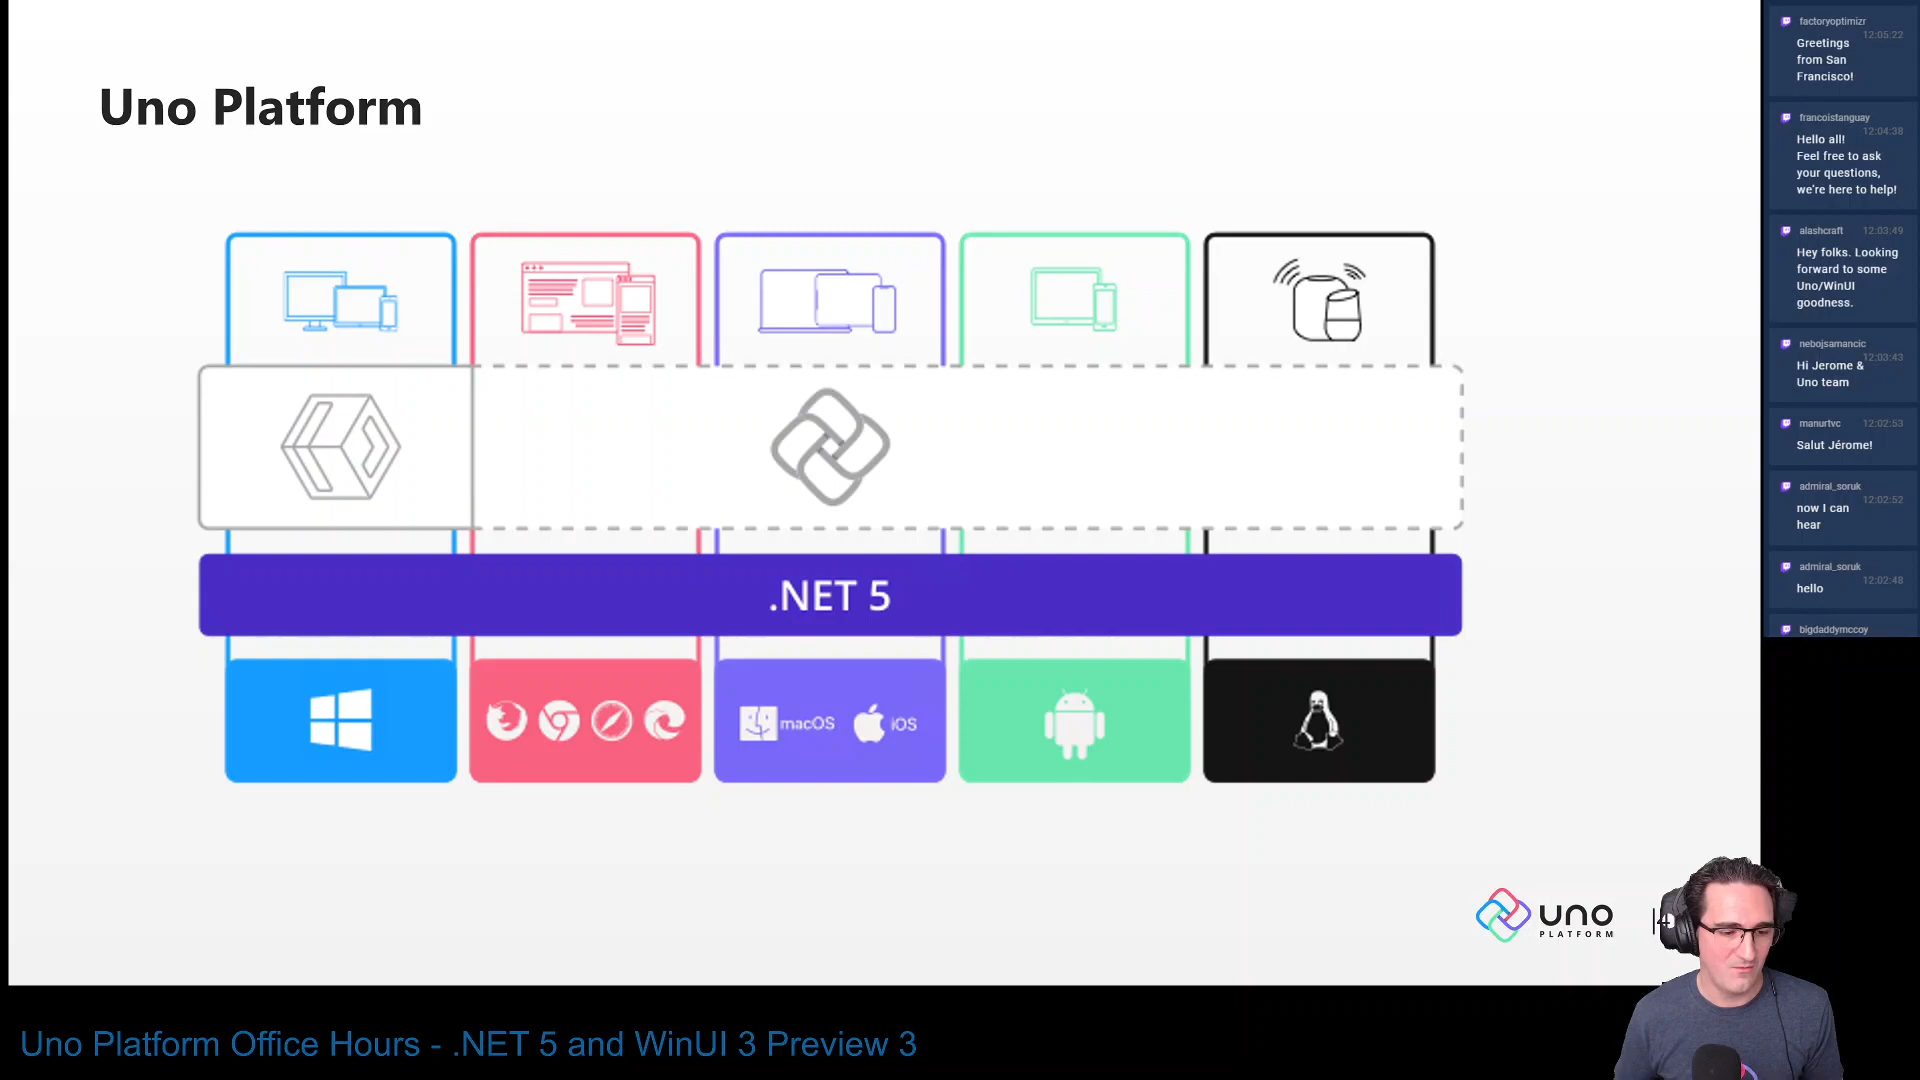 Uno Platform
.NET 5
macOS
iOS
uno
PLATFORM
Uno Platform Office Hours - .NET 5 and WinUI 3 Preview 3
factoryoptimizr
12:05:22
Greetings
from San
Francisco!
francoistanguay
12:04:38
Hello all!
Feel free to ask
your questions,
we're here to help!
alashcraft
12:03:49
Hey folks. Looking
forward to some
Uno/WinUI
goodness.
nebojsamancic
12:03:43
Hi Jerome &
Uno team
manurtvc
12:02:53
Salut Jérome!
admiral_soruk
12:02:52
now I can
hear
admiral_soruk
12:02:48
hello
bigdaddymccoy